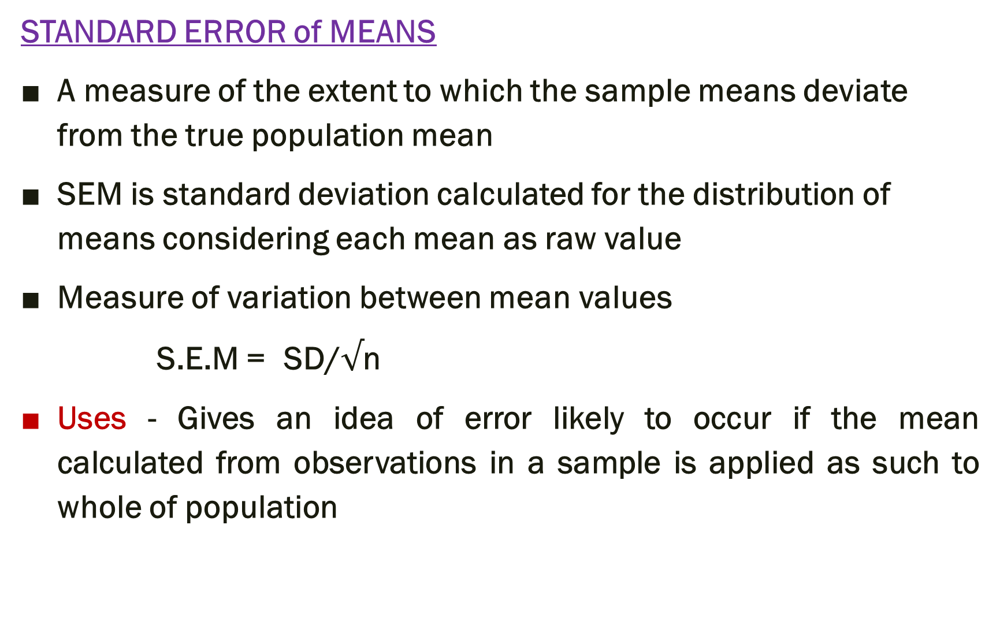 STANDARD ERROR of MEANS
■ A measure of the extent to which the sample means deviate
from the true population mean
■ SEM is standard deviation calculated for the distribution of
means considering each mean as raw value
■ Measure of variation between mean values
S.E.M = SD/√n
■ Uses - Gives an idea of error likely to occur if the mean
calculated from observations in a sample is applied as such to
whole of population